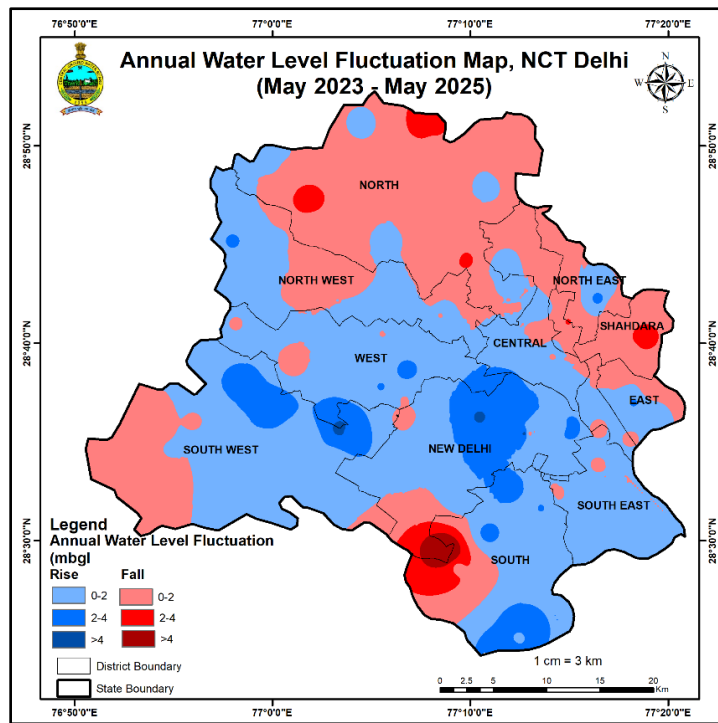 76°50'0"E
77°0'0"E
77°10'0"E
77°20'0"E
Annual Water Level Fluctuation Map, NCT Delhi
(May 2023 - May 2025)
N
W
E
S
28°50'0"N
28°50'0"N
NORTH
NORTH WEST
NORTH EAST
SHAHDARA
28°40'0"N
28°40'0"N
CENTRAL
WEST
EAST
SOUTH WEST
NEW DELHI
SOUTH EAST
28°30'0"N
28°30'0"N
SOUTH
Legend
Annual Water Level Fluctuation
(mbgl
Rise Fall
0-2 0-2
2-4 2-4
>4 >4
District Boundary
State Boundary
1 cm = 3 km
0 2.5 5 10 15 20
Km
76°50'0"E
77°0'0"E
77°10'0"E
77°20'0"E